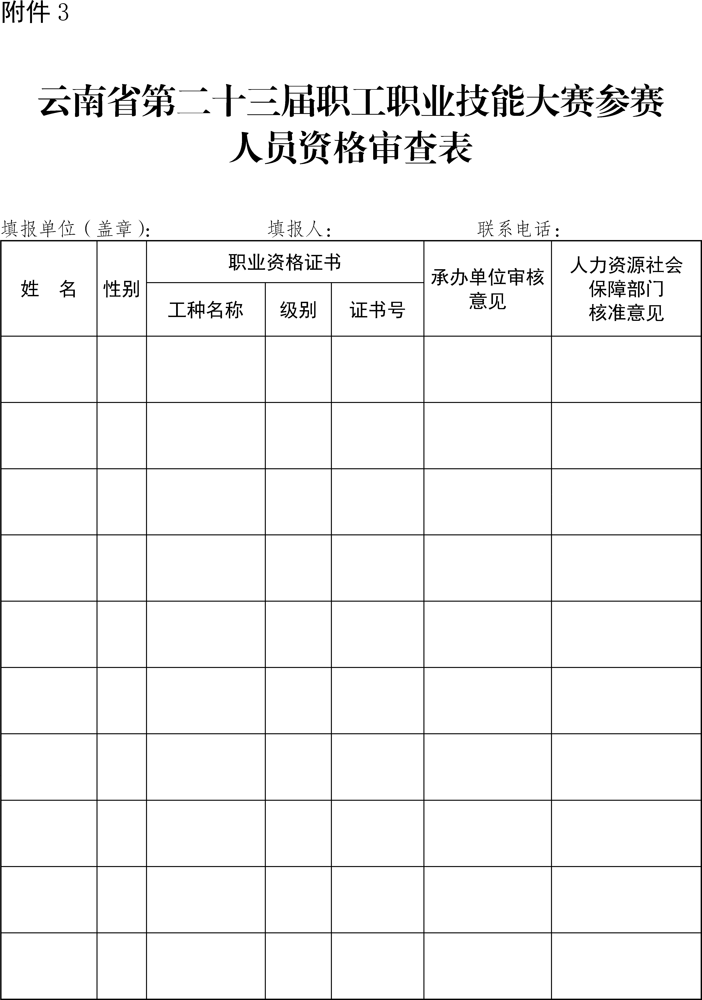 附件 3
云南省第二十三届职工职业技能大赛参赛
人员资格审查表
填报单位（盖章）： 填报人： 联系电话：
姓 名 性别 职业资格证书 承办单位审核 人力资源社会
意见 保障部门
核准意见
工种名称 级别 证书号